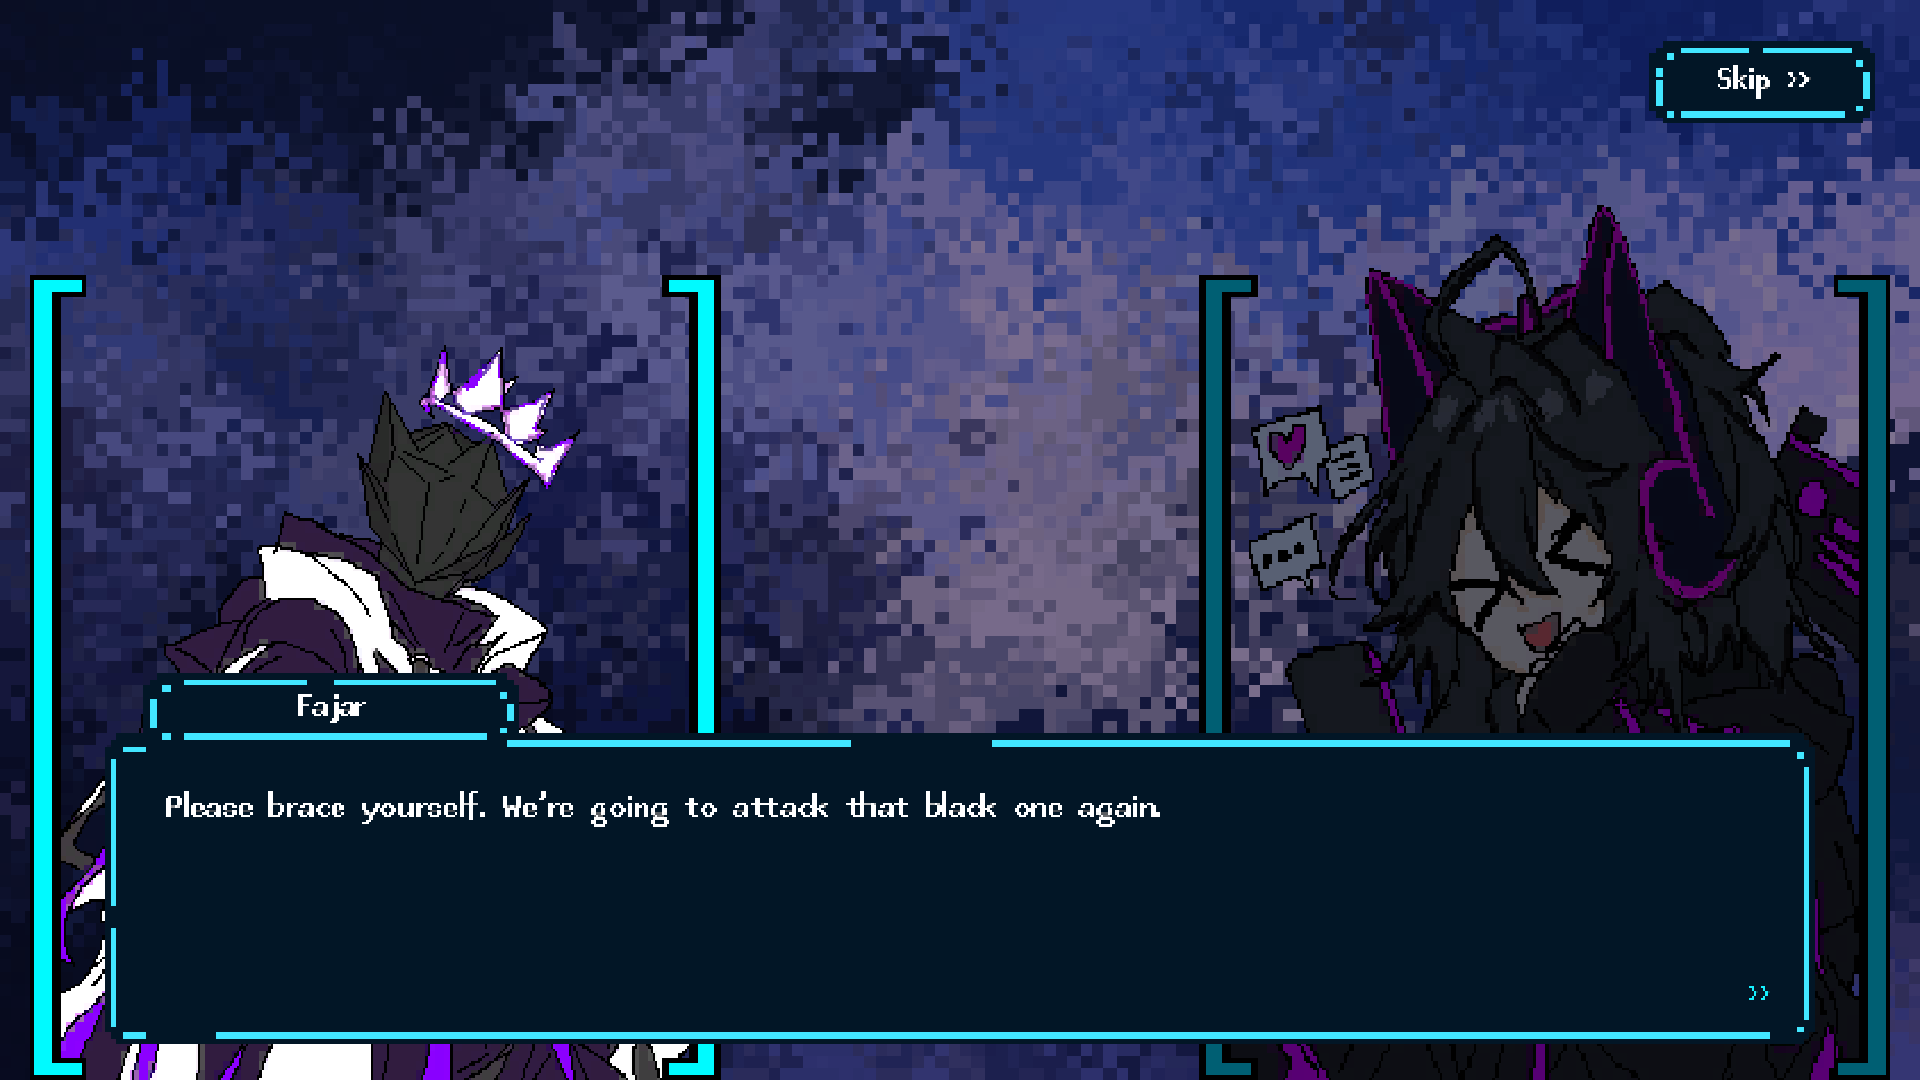 Skip >>
Fajar
Please brace yourself. We're going to attack that black one again.
>>